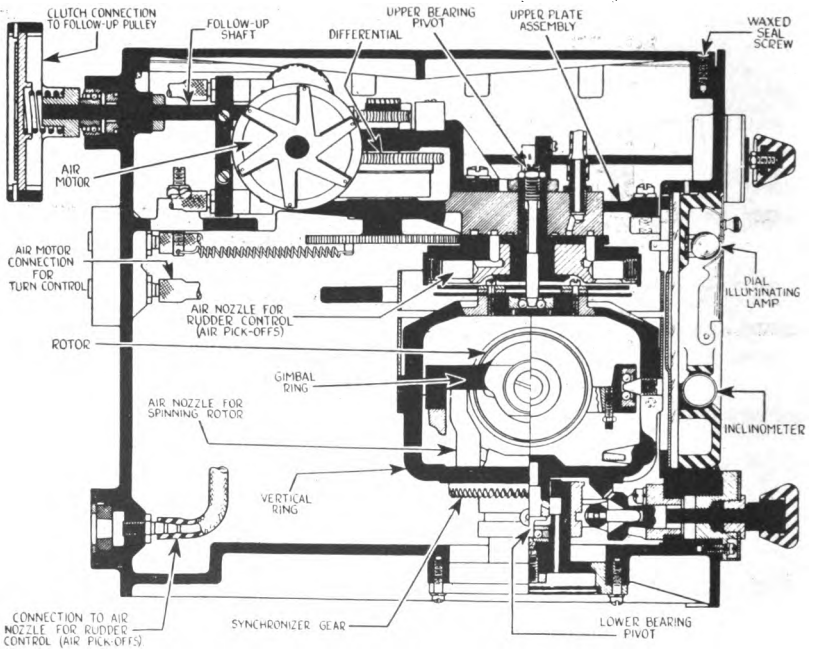 CLUTCH CONNECTION
TO FOLLOW-UP PULLEY
FOLLOW-UP
SHAFT
DIFFERENTIAL
UPPER BEARING
PIVOT
UPPER PLATE
ASSEMBLY
WAXED
SEAL
SCREW
AIR
MOTOR
AIR MOTOR
CONNECTION
FOR
TURN CONTROL
AIR NOZZLE FOR
RUDDER CONTROL
(AIR PICK-OFFS)
DIAL
ILLUMINATING
LAMP
ROTOR
GIMBAL
RING
AIR NOZZLE FOR
SPINNING ROTOR
INCLINOMETER
VERTICAL
RING
CONNECTION TO AIR
NOZZLE FOR RUDDER
CONTROL (AIR PICK-OFFS)
SYNCHRONIZER GEAR
LOWER BEARING
PIVOT